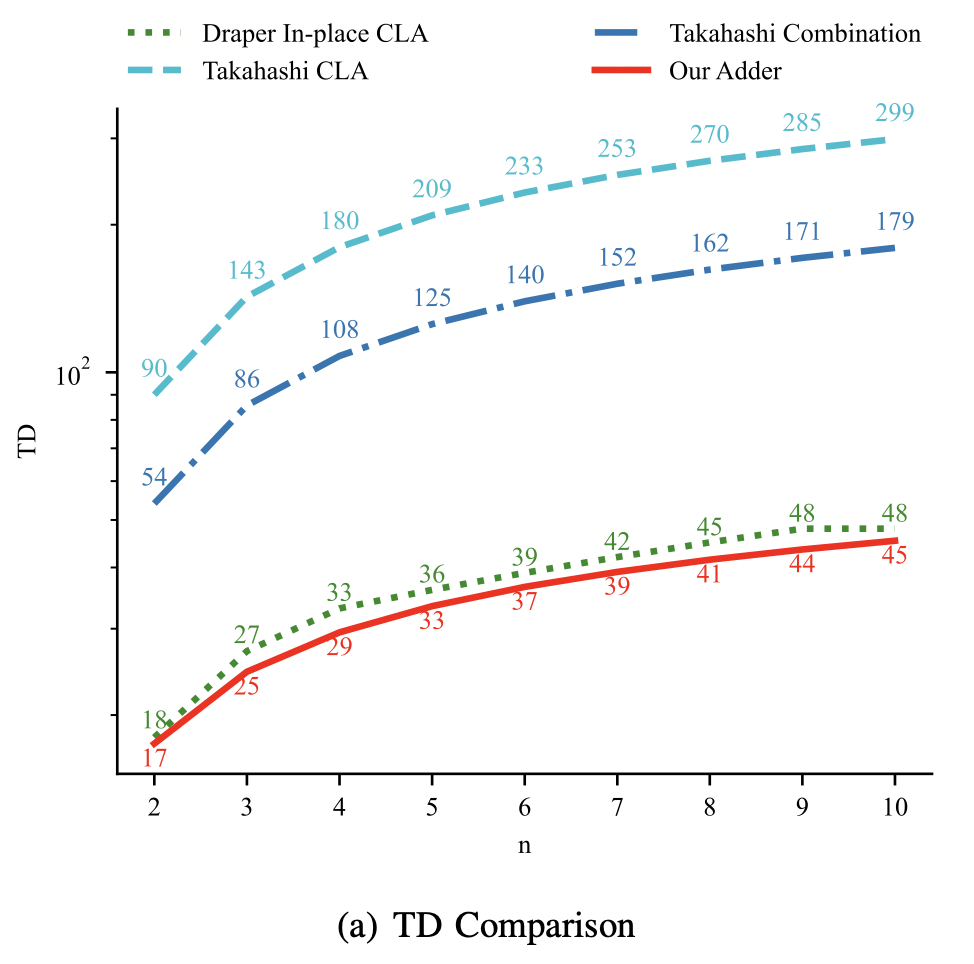 Draper In-place CLA
Takahashi CLA
Takahashi Combination
Our Adder
TD
10²
90 143 180 209 233 253 270 285 299
54 86 108 125 140 152 162 171 179
18 27 33 36 39 42 45 48 48
17 25 29 33 37 39 41 44 45
2 3 4 5 6 7 8 9 10
n
(a) TD Comparison